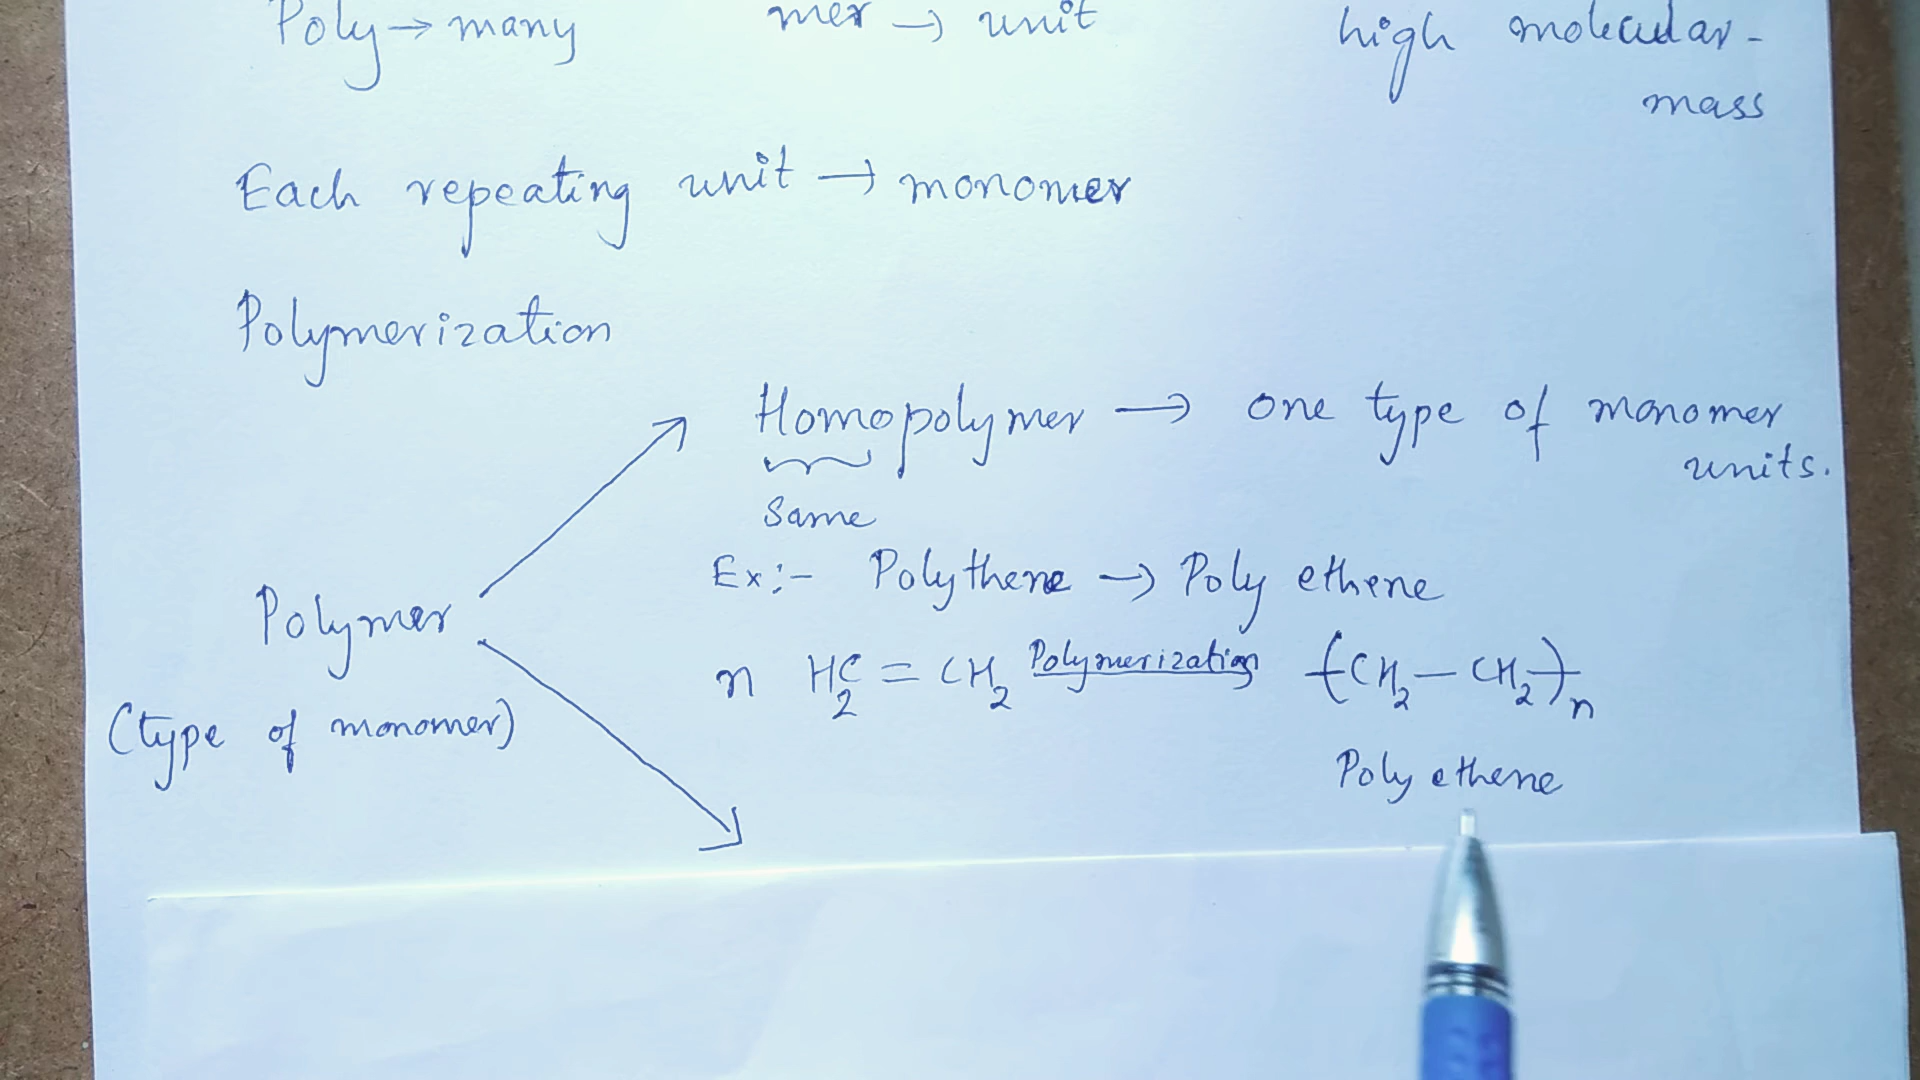 Poly → many mer → unit high molecular-
mass
Each repeating unit → monomer
Polymerization
Homopolymer → one type of monomer
units.
Same
Ex:- Polythene → Poly ethene
Polymer
n H₂C = CH₂ Polymerization -(CH₂-CH₂)-n
(type of monomer)
Poly ethene